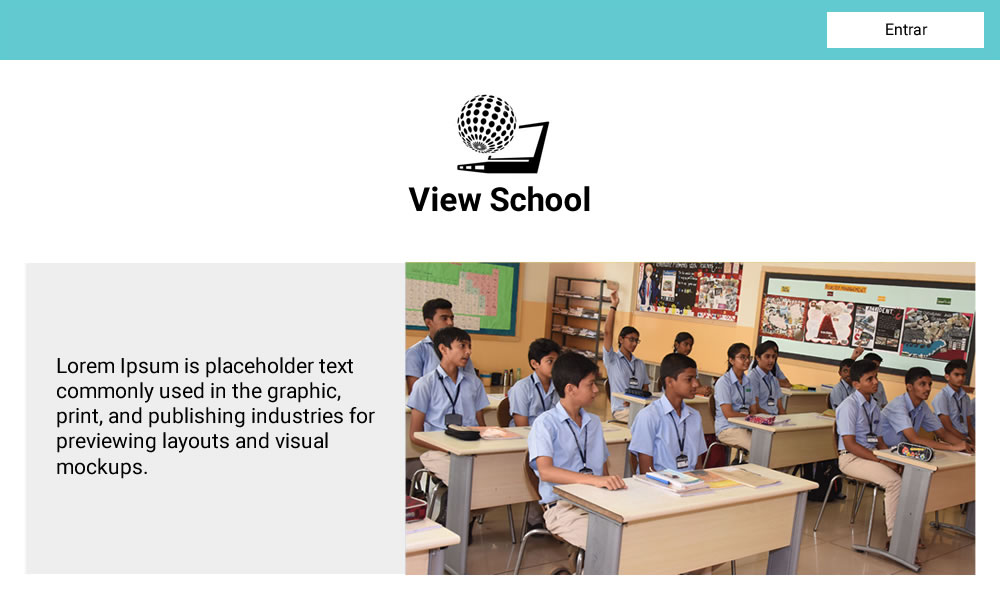 Entrar
View School
Lorem Ipsum is placeholder text
commonly used in the graphic,
print, and publishing industries for
previewing layouts and visual
mockups.